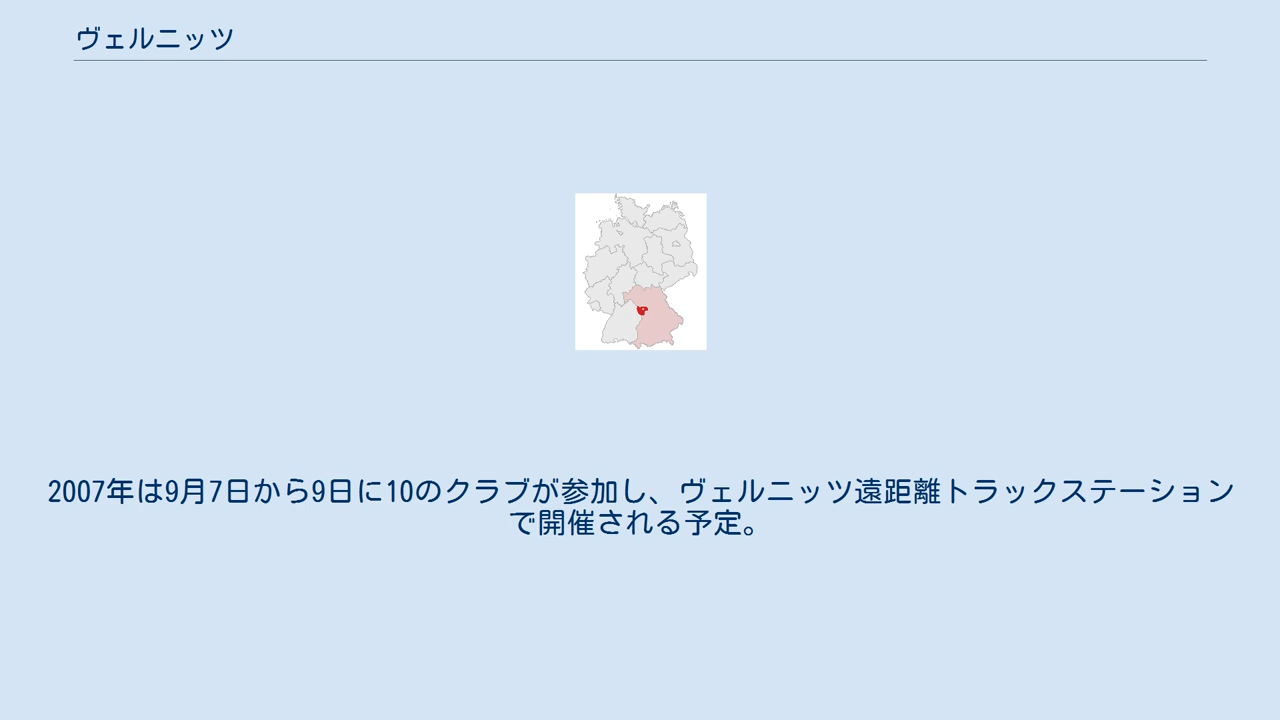 ヴェルニッツ
2007年は9月7日から9日に10のクラブが参加し、ヴェルニッツ遠距離トラックステーション
で開催される予定。